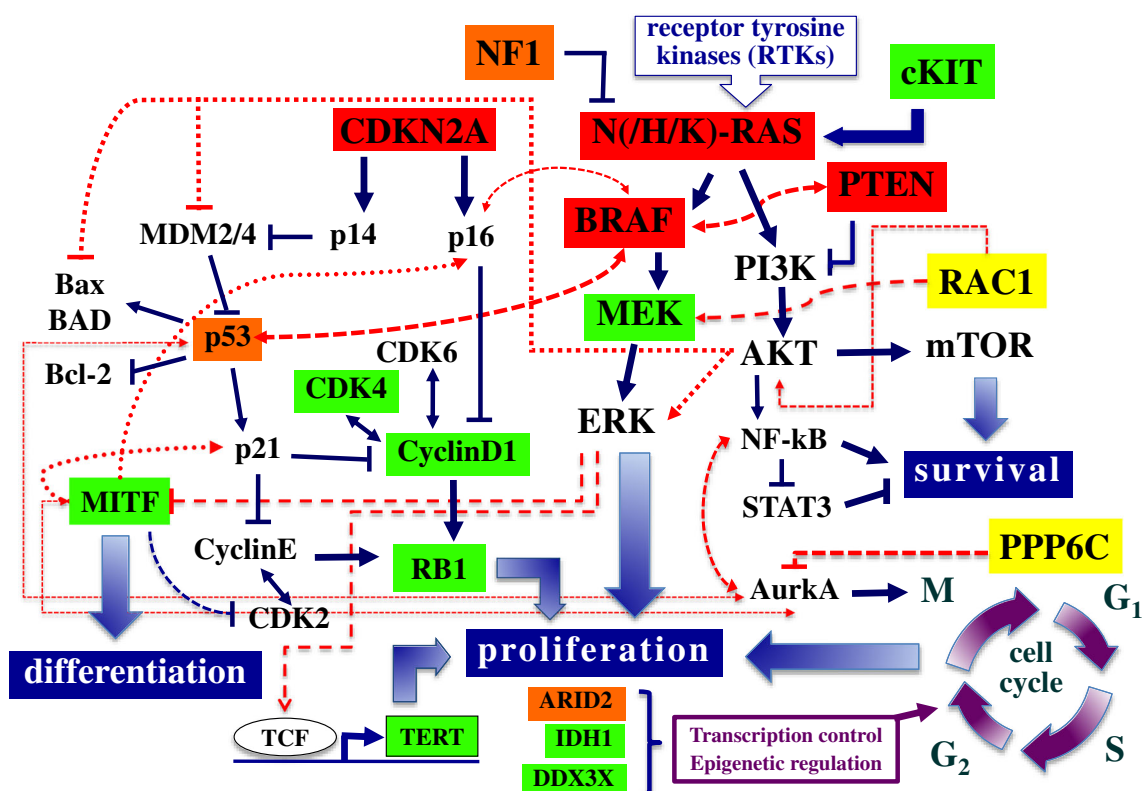 receptor tyrosine
kinases (RTKs)
NF1
cKIT
CDKN2A
N(/H/K)-RAS
PTEN
BRAF
MDM2/4
p14
p16
PI3K
RAC1
Bax
BAD
MEK
p53
CDK6
AKT
mTOR
Bcl-2
CDK4
ERK
NF-kB
p21
CyclinD1
survival
MITF
STAT3
CyclinE
RB1
PPP6C
AurkA
M
G1
CDK2
proliferation
cell
cycle
differentiation
ARID2
TCF
TERT
IDH1
Transcription control
Epigenetic regulation
G2
S
DDX3X